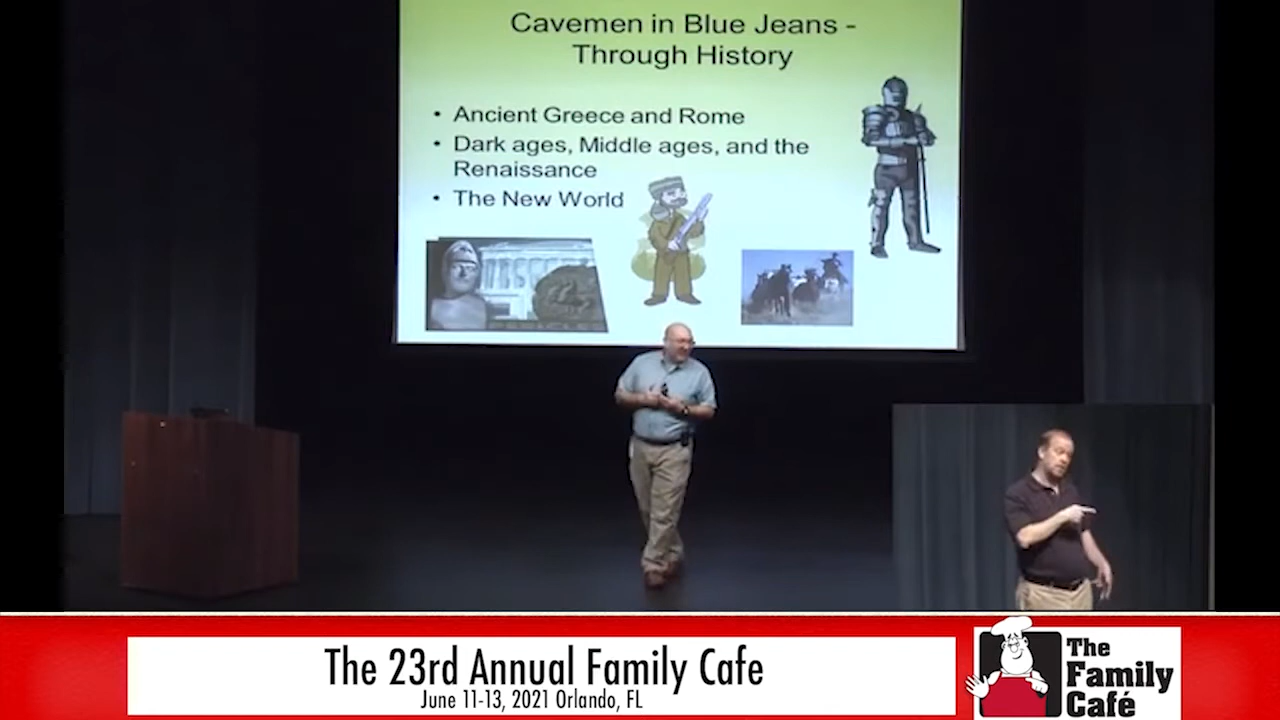 Cavemen in Blue Jeans -
Through History
• Ancient Greece and Rome
• Dark ages, Middle ages, and the
Renaissance
• The New World
The 23rd Annual Family Cafe
June 11-13, 2021 Orlando, FL
The
Family
Café